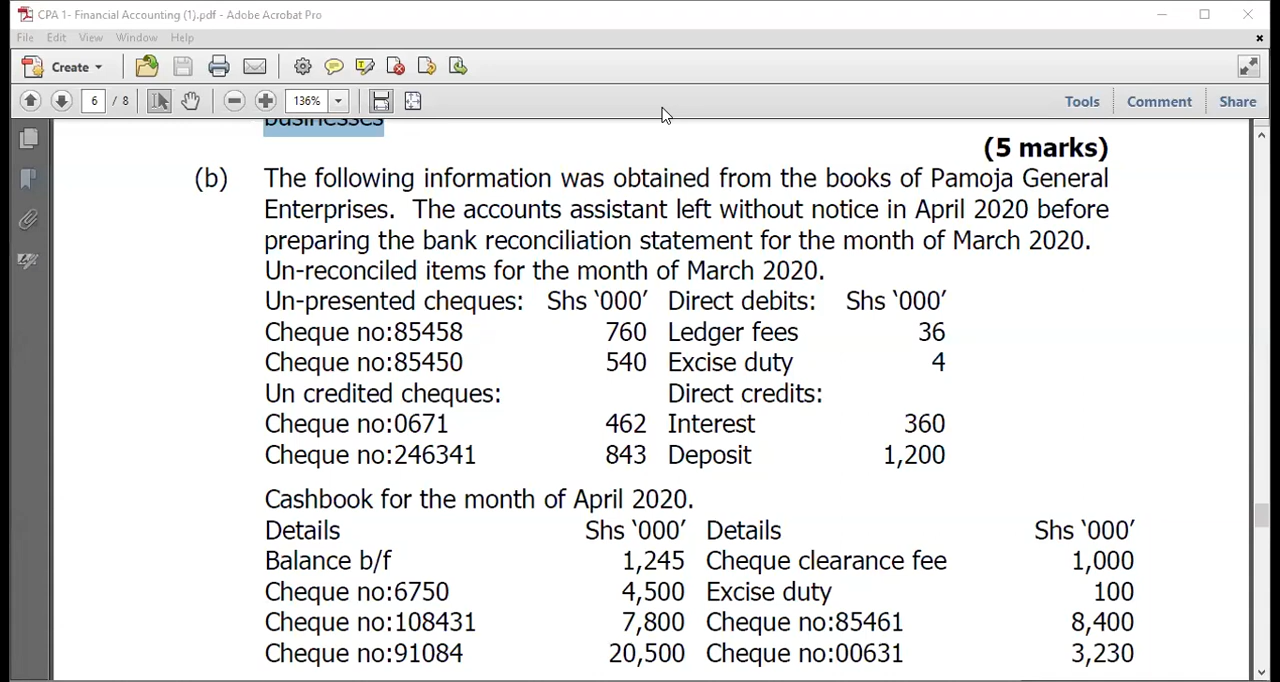 CPA 1- Financial Accounting (1).pdf - Adobe Acrobat Pro
File Edit View Window Help
Create
6 / 8 136% Tools Comment Share
businesses
(5 marks)
(b) The following information was obtained from the books of Pamoja General
Enterprises. The accounts assistant left without notice in April 2020 before
preparing the bank reconciliation statement for the month of March 2020.
Un-reconciled items for the month of March 2020.
Un-presented cheques: Shs ‘000’ Direct debits: Shs ‘000’
Cheque no:85458 760 Ledger fees 36
Cheque no:85450 540 Excise duty 4
Un credited cheques: Direct credits:
Cheque no:0671 462 Interest 360
Cheque no:246341 843 Deposit 1,200
Cashbook for the month of April 2020.
Details Shs ‘000’ Details Shs ‘000’
Balance b/f 1,245 Cheque clearance fee 1,000
Cheque no:6750 4,500 Excise duty 100
Cheque no:108431 7,800 Cheque no:85461 8,400
Cheque no:91084 20,500 Cheque no:00631 3,230